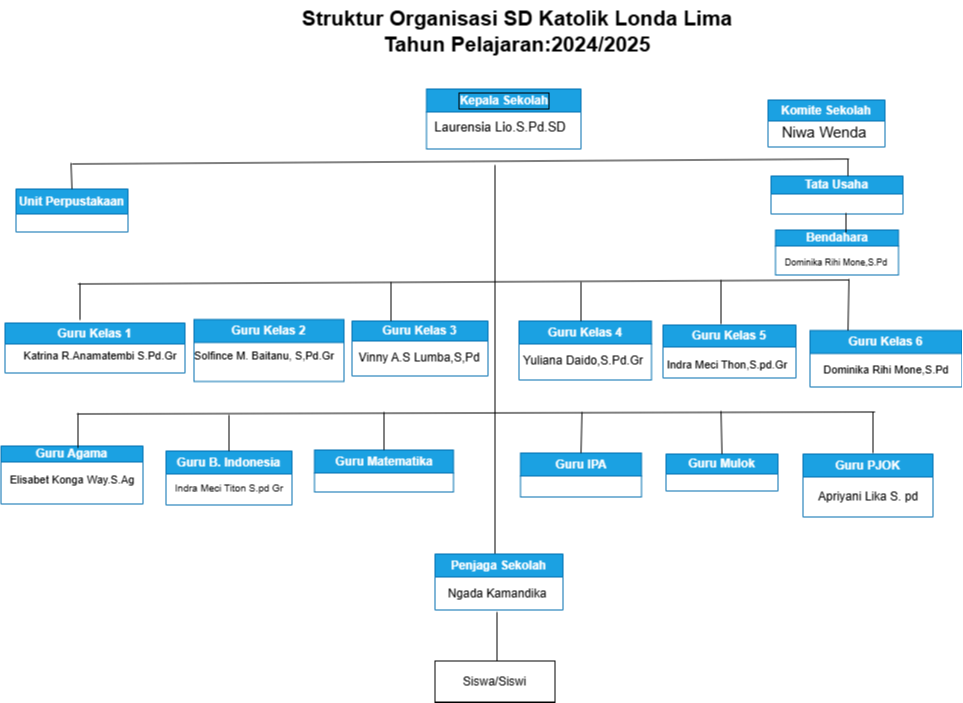 Struktur Organisasi SD Katolik Londa Lima
Tahun Pelajaran:2024/2025
Kepala Sekolah
Laurensia Lio.S.Pd.SD
Komite Sekolah
Niwa Wenda
Unit Perpustakaan
Tata Usaha
Bendahara
Dominika Rihi Mone,S.Pd
Guru Kelas 1
Katrina R.Anamatembi S.Pd.Gr
Guru Kelas 2
Solfince M. Baitanu, S,Pd.Gr
Guru Kelas 3
Vinny A.S Lumba,S,Pd
Guru Kelas 4
Yuliana Daido,S.Pd.Gr
Guru Kelas 5
Indra Meci Thon,S.pd.Gr
Guru Kelas 6
Dominika Rihi Mone,S.Pd
Guru Agama
Elisabet Konga Way.S.Ag
Guru B. Indonesia
Indra Meci Titon S.pd Gr
Guru Matematika
Guru IPA
Guru Mulok
Guru PJOK
Apriyani Lika S. pd
Penjaga Sekolah
Ngada Kamandika
Siswa/Siswi